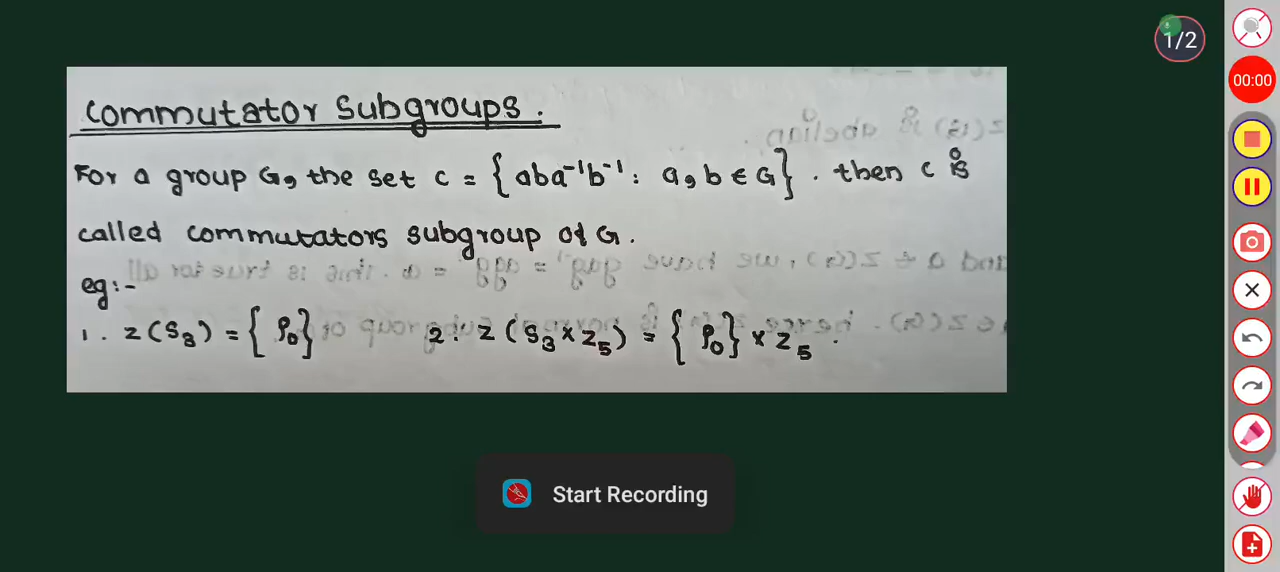 1/2
00:00
Commutator Subgroups.
For a group G, the set C = {aba⁻¹b⁻¹ : a, b ∈ G}. then C is
called commutators subgroup of G.
eg:-
1. Z(S₃) = {ρ₀} 2. Z(S₃ × Z₅) = {ρ₀} × Z₅.
Start Recording